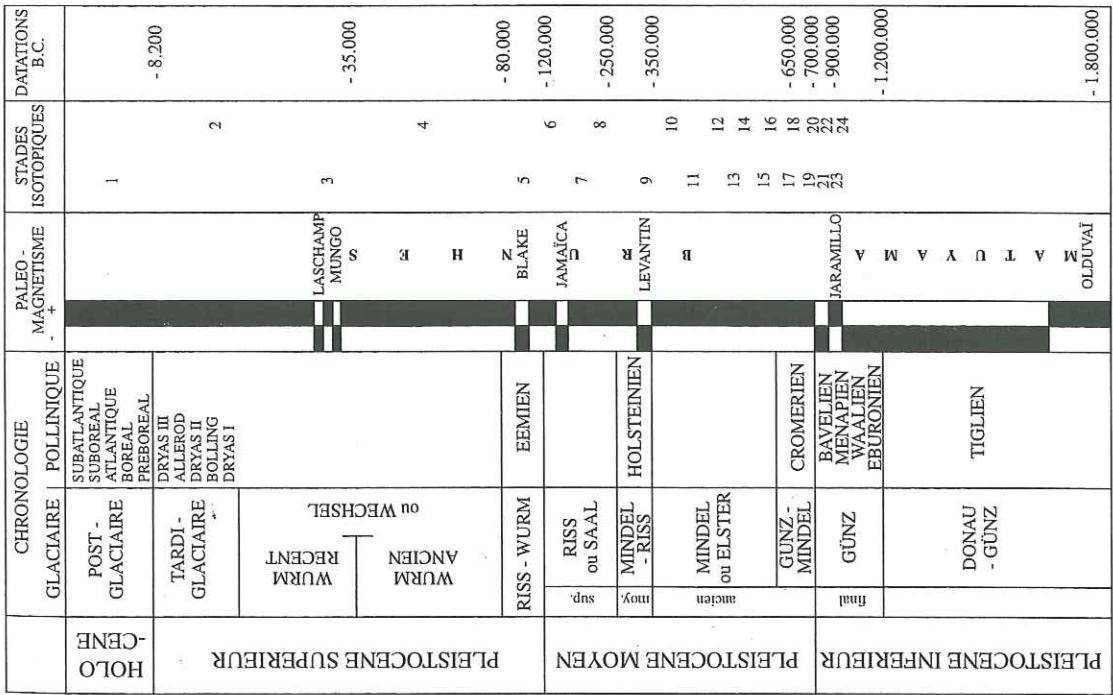 CHRONOLOGIE
GLACIAIRE
POLLINIQUE
PALEO -
MAGNETISME
- +
STADES
ISOTOPIQUES
DATATIONS
B.C.
HOLO
-CENE
PLEISTOCENE SUPERIEUR
PLEISTOCENE MOYEN
PLEISTOCENE INFERIEUR
sup.
moy.
ancien
final
POST -
GLACIAIRE
TARDI -
GLACIAIRE
WURM
RECENT
WURM
ANCIEN
ou WECHSEL
RISS - WURM
RISS
ou SAAL
MINDEL
- RISS
MINDEL
ou ELSTER
GUNZ -
MINDEL
GÜNZ
DONAU
- GÜNZ
SUBATLANTIQUE
SUBOREAL
ATLANTIQUE
BOREAL
PREBOREAL
DRYAS III
ALLEROD
DRYAS II
BOLLING
DRYAS I
EEMIEN
HOLSTEINIEN
CROMERIEN
BAVELIEN
MENAPIEN
WAALIEN
EBURONIEN
TIGLIEN
LASCHAMP
MUNGO
BLAKE
JAMAÏCA
LEVANTIN
JARAMILLO
OLDUVAÏ
BRUNHES
MATUYAMA
1
2
3
4
5
6
7
8
9
10
11
12
13
14
15
16
17
18
19
20
21
22
23
24
- 8.200
- 35.000
- 80.000
- 120.000
- 250.000
- 350.000
- 650.000
- 700.000
- 900.000
- 1.200.000
- 1.800.000